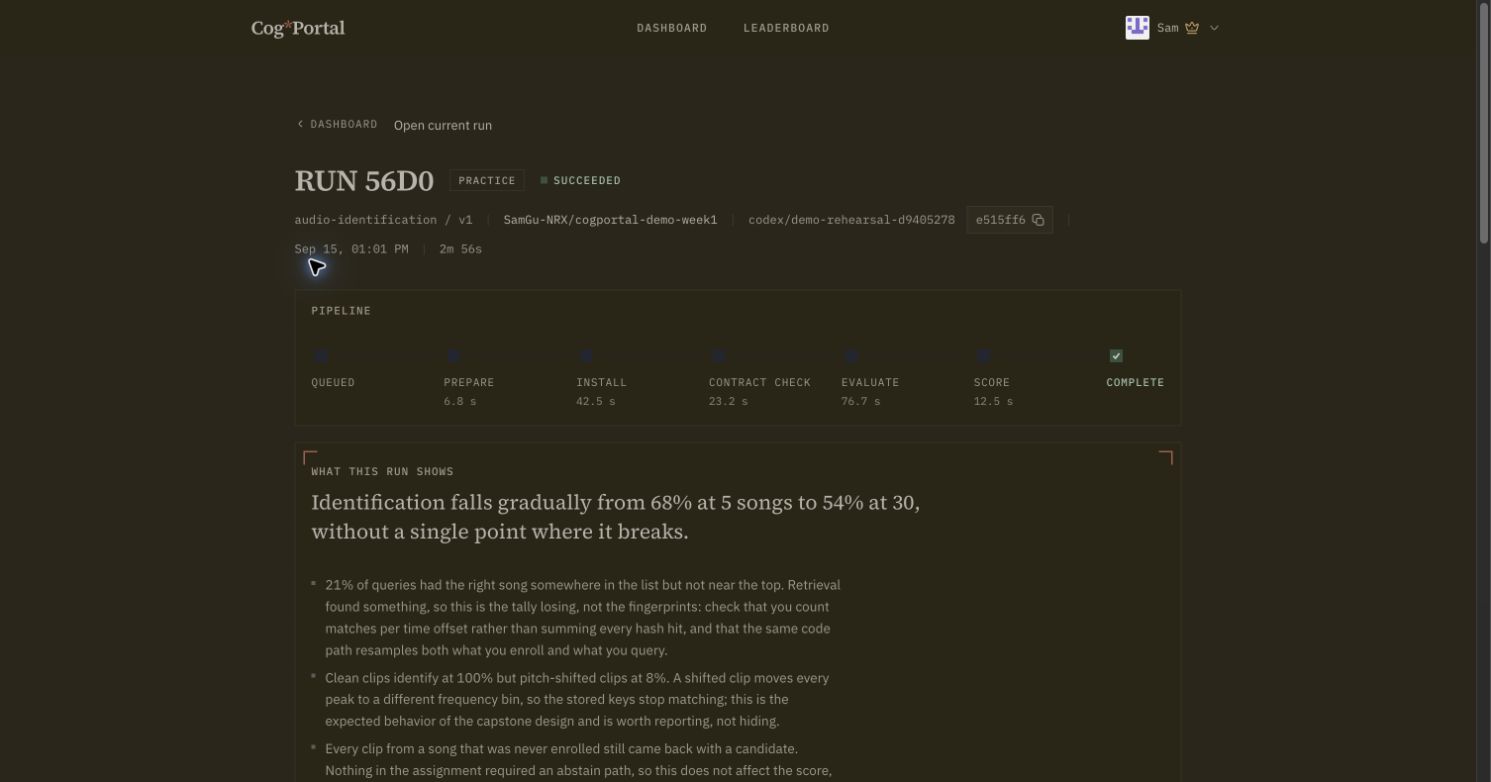 Cog*Portal
DASHBOARD LEADERBOARD
Sam
DASHBOARD Open current run
RUN 56D0 PRACTICE SUCCEEDED
audio-identification / v1 | SamGu-NRX/cogportal-demo-week1 | codex/demo-rehearsal-d9405278 e515ff6 |
Sep 15, 01:01 PM | 2m 56s
PIPELINE
QUEUED PREPARE INSTALL CONTRACT CHECK EVALUATE SCORE COMPLETE
6.8 s 42.5 s 23.2 s 76.7 s 12.5 s
WHAT THIS RUN SHOWS
Identification falls gradually from 68% at 5 songs to 54% at 30,
without a single point where it breaks.
21% of queries had the right song somewhere in the list but not near the top. Retrieval
found something, so this is the tally losing, not the fingerprints: check that you count
matches per time offset rather than summing every hash hit, and that the same code
path resamples both what you enroll and what you query.
Clean clips identify at 100% but pitch-shifted clips at 8%. A shifted clip moves every
peak to a different frequency bin, so the stored keys stop matching; this is the
expected behavior of the capstone design and is worth reporting, not hiding.
Every clip from a song that was never enrolled still came back with a candidate.
Nothing in the assignment required an abstain path, so this does not affect the score,